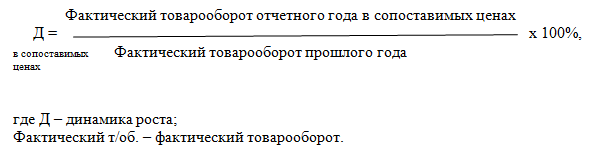 Фактический товарооборот отчетного года в сопоставимых ценах
Д = х 100%,
в сопоставимых
ценах
Фактический товарооборот прошлого года
где Д – динамика роста;
Фактический т/об. – фактический товарооборот.